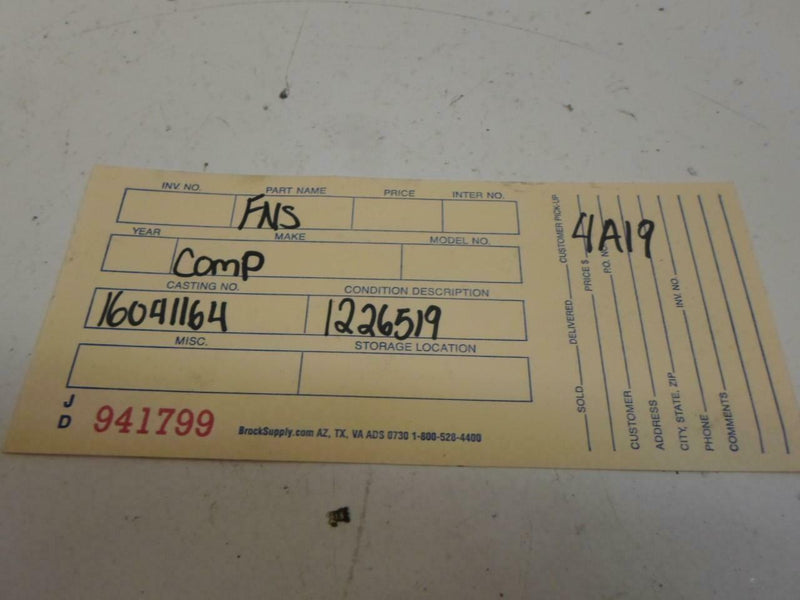 INV. NO. PART NAME PRICE INTER NO.
FNS
YEAR MAKE MODEL NO.
Comp
CASTING NO. CONDITION DESCRIPTION
16041164 1226519
MISC. STORAGE LOCATION
J
D
941799 BrockSupply.com AZ, TX, VA ADS 0730 1-800-528-4400
4A19
SOLD DELIVERED CUSTOMER PICK-UP
PRICE $ P.O. NO.
CUSTOMER
ADDRESS
CITY, STATE, ZIP INV. NO.
PHONE
COMMENTS